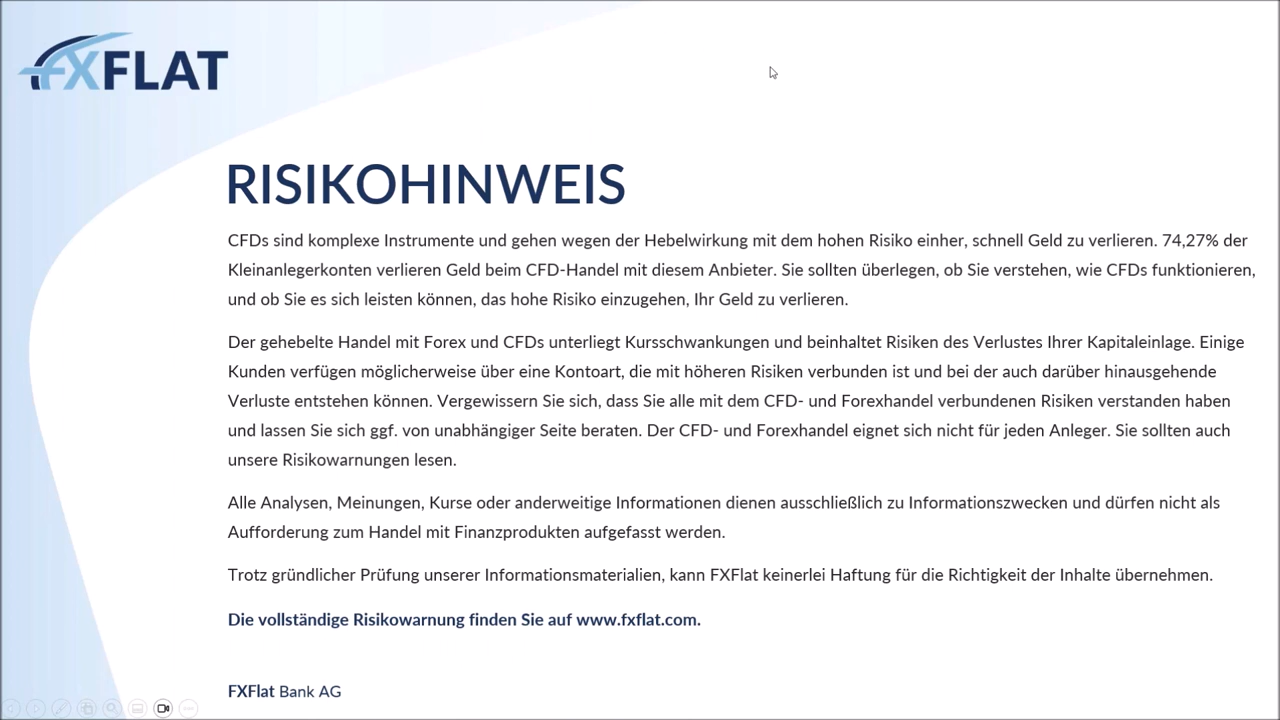 FXFLAT
RISIKOHINWEIS
CFDs sind komplexe Instrumente und gehen wegen der Hebelwirkung mit dem hohen Risiko einher, schnell Geld zu verlieren. 74,27% der
Kleinanlegerkonten verlieren Geld beim CFD-Handel mit diesem Anbieter. Sie sollten überlegen, ob Sie verstehen, wie CFDs funktionieren,
und ob Sie es sich leisten können, das hohe Risiko einzugehen, Ihr Geld zu verlieren.
Der gehebelte Handel mit Forex und CFDs unterliegt Kursschwankungen und beinhaltet Risiken des Verlustes Ihrer Kapitaleinlage. Einige
Kunden verfügen möglicherweise über eine Kontoart, die mit höheren Risiken verbunden ist und bei der auch darüber hinausgehende
Verluste entstehen können. Vergewissern Sie sich, dass Sie alle mit dem CFD- und Forexhandel verbundenen Risiken verstanden haben
und lassen Sie sich ggf. von unabhängiger Seite beraten. Der CFD- und Forexhandel eignet sich nicht für jeden Anleger. Sie sollten auch
unsere Risikowarnungen lesen.
Alle Analysen, Meinungen, Kurse oder anderweitige Informationen dienen ausschließlich zu Informationszwecken und dürfen nicht als
Aufforderung zum Handel mit Finanzprodukten aufgefasst werden.
Trotz gründlicher Prüfung unserer Informationsmaterialien, kann FXFlat keinerlei Haftung für die Richtigkeit der Inhalte übernehmen.
Die vollständige Risikowarnung finden Sie auf www.fxflat.com.
FXFlat Bank AG